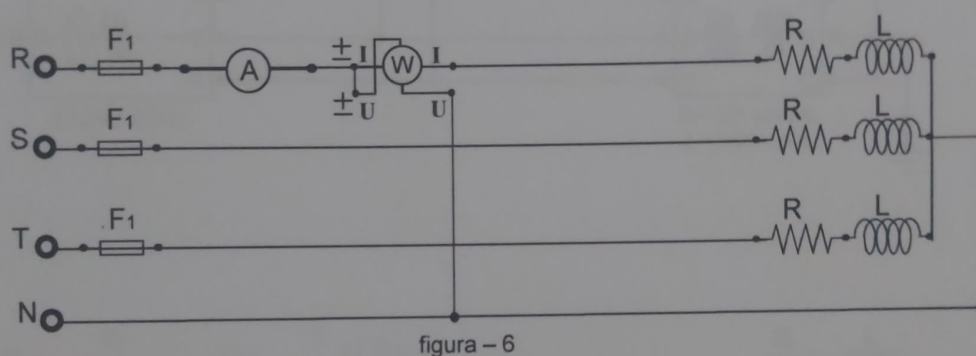 R F1 A ± I W I R L
± U U
S F1 R L
T F1 R L
N
figura – 6